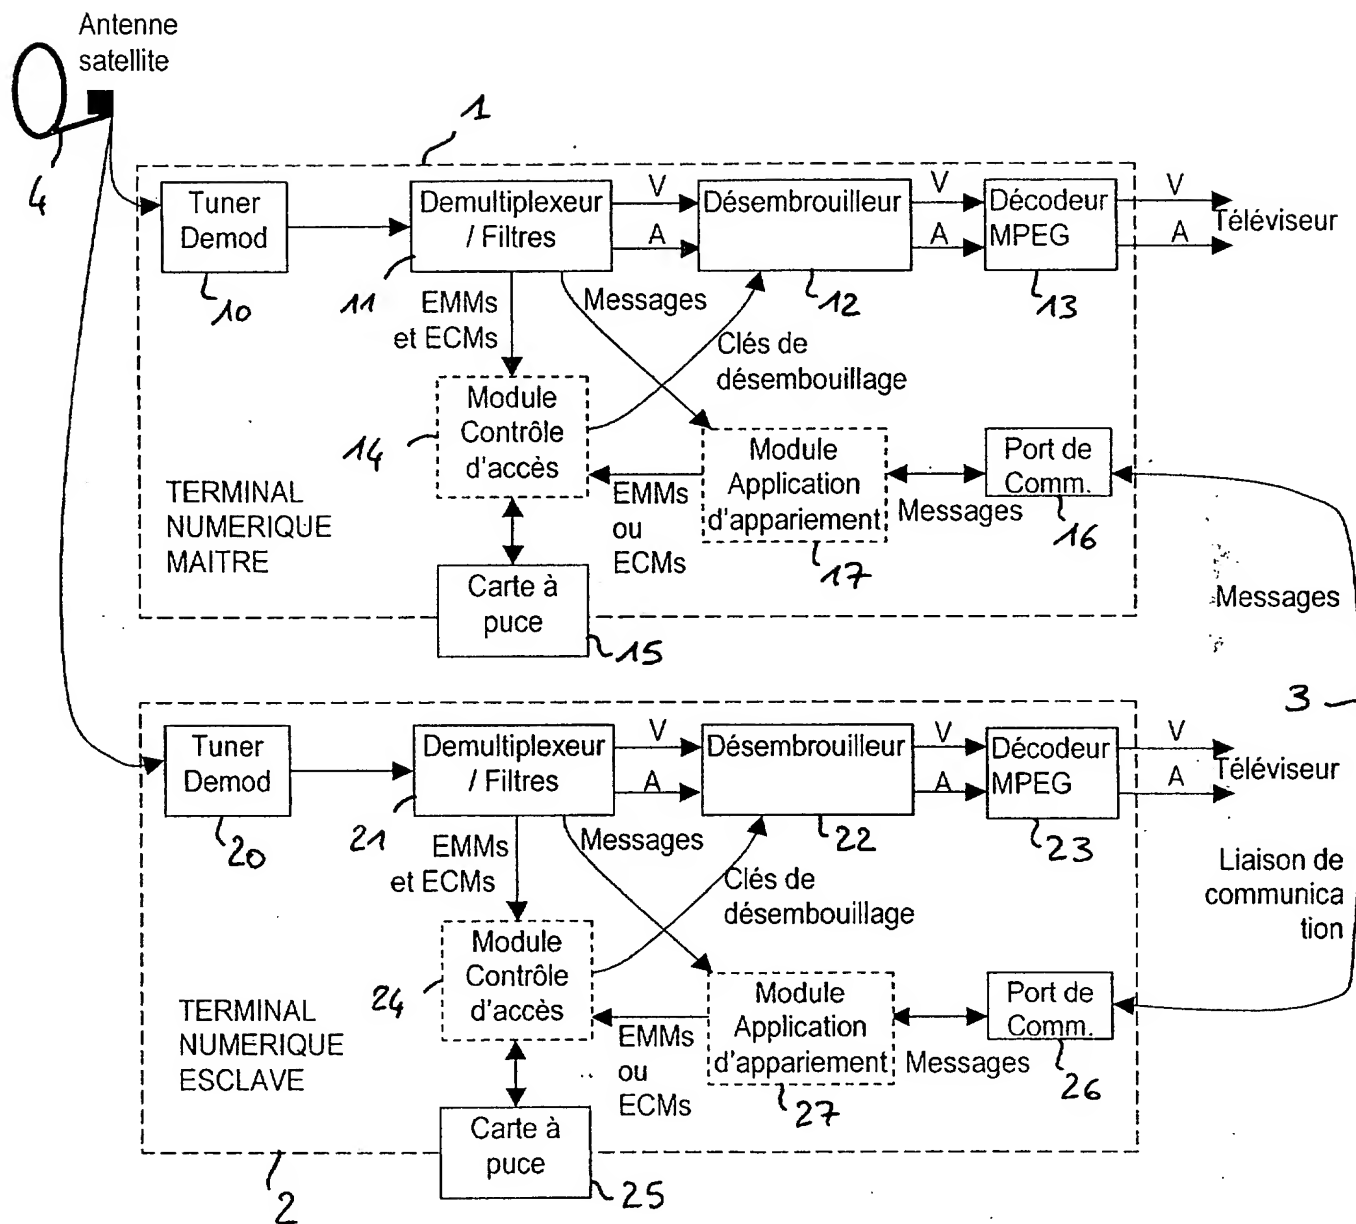 Antenne
satellite
4
1
Tuner
Demod
10
Demultiplexeur
/ Filtres
11
V
A
Désembrouilleur
12
V
A
Décodeur
MPEG
13
V
A
Téléviseur
EMMs
et ECMs
Messages
Clés de
désembouillage
Module
Contrôle
d'accès
14
Module
Application
d'appariement
17
EMMs
ou
ECMs
Messages
Port de
Comm.
16
TERMINAL
NUMERIQUE
MAITRE
Carte à
puce
15
Messages
3
Tuner
Demod
20
Demultiplexeur
/ Filtres
21
V
A
Désembrouilleur
22
V
A
Décodeur
MPEG
23
V
A
Téléviseur
EMMs
et ECMs
Messages
Clés de
désembouillage
Liaison de
communica
tion
Module
Contrôle
d'accès
24
Module
Application
d'appariement
27
EMMs
ou
ECMs
Messages
Port de
Comm.
26
TERMINAL
NUMERIQUE
ESCLAVE
Carte à
puce
25
2